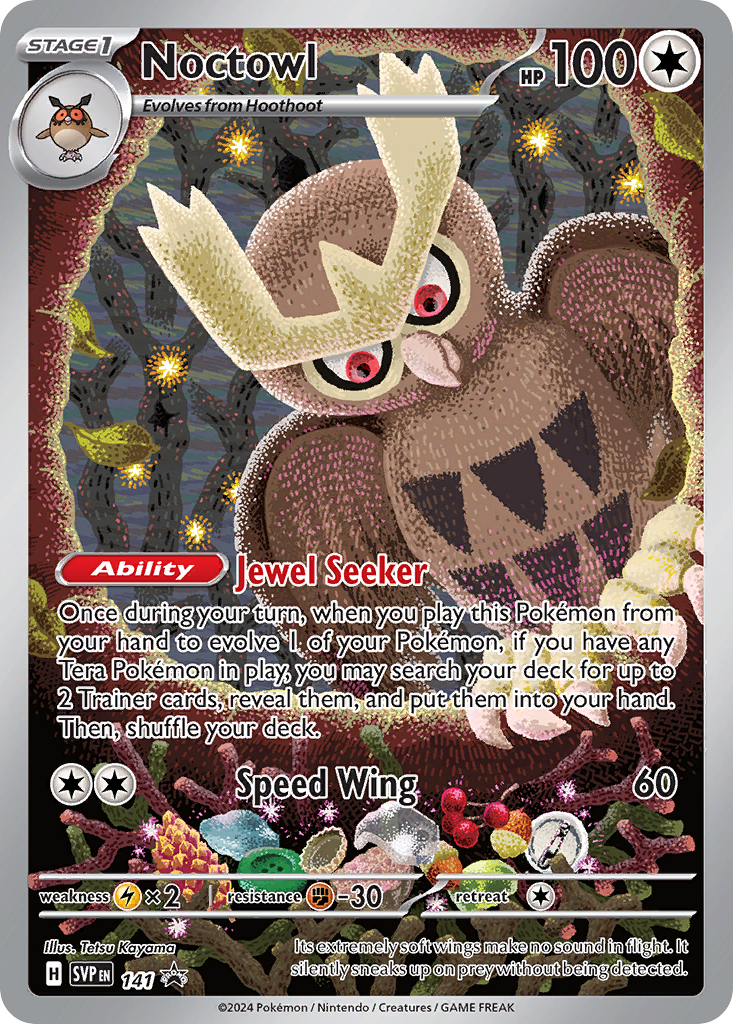 STAGE 1
Noctowl
HP 100
Evolves from Hoothoot
Ability Jewel Seeker
Once during your turn, when you play this Pokémon from
your hand to evolve 1 of your Pokémon, if you have any
Tera Pokémon in play, you may search your deck for up to
2 Trainer cards, reveal them, and put them into your hand.
Then, shuffle your deck.
Speed Wing 60
weakness ×2 resistance -30 retreat
Illus. Tetsu Kayama
Its extremely soft wings make no sound in flight. It
silently sneaks up on prey without being detected.
H SVP EN 141
©2024 Pokémon / Nintendo / Creatures / GAME FREAK